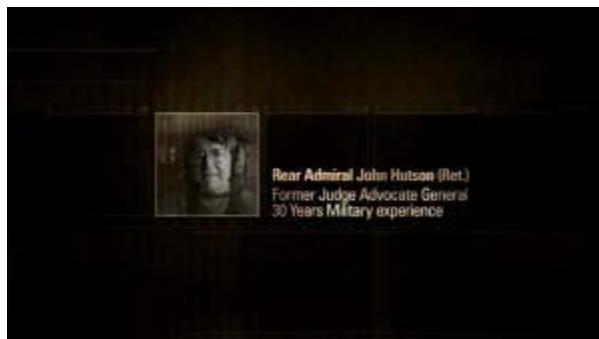 Rear Admiral John Hutson (Ret.)
Former Judge Advocate General
30 Years Military experience